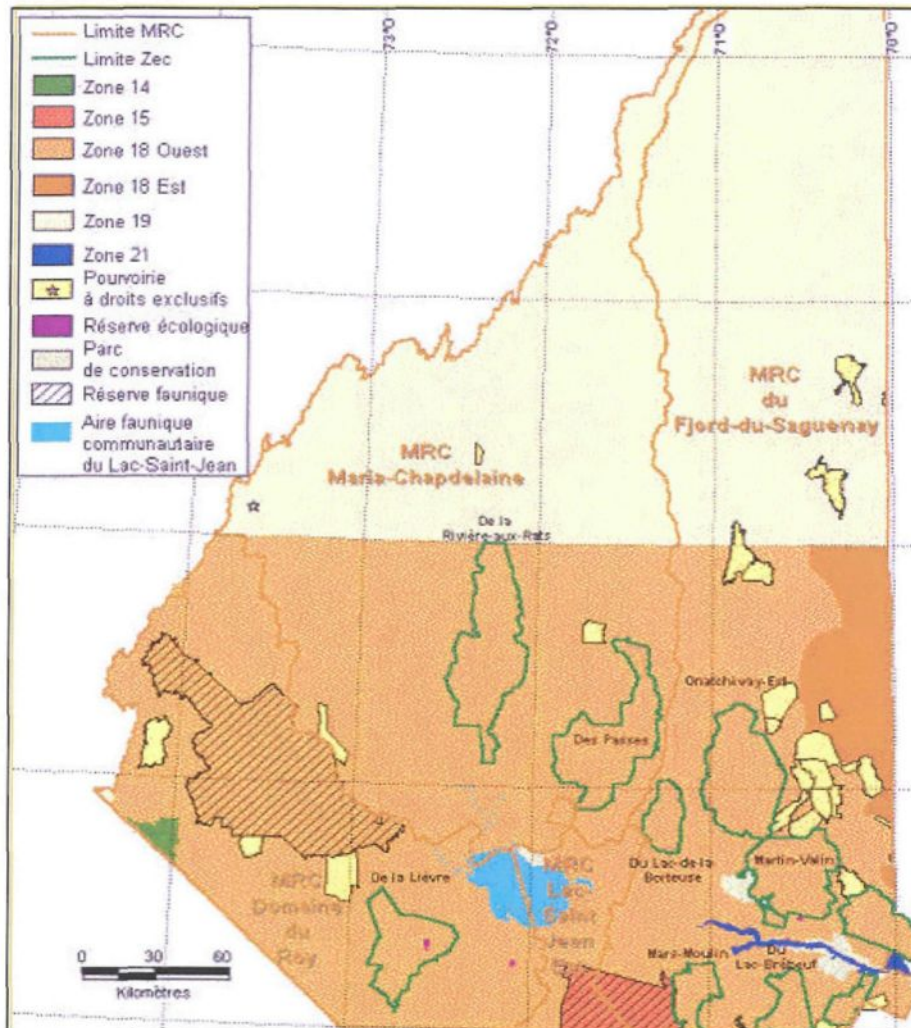 Limite MRC
Limite Zec
Zone 14
Zone 15
Zone 18 Ouest
Zone 18 Est
Zone 19
Zone 21
Pourvoirie
à droits exclusifs
Réserve écologique
Parc
de conservation
Réserve faunique
Aire faunique
communautaire
du Lac-Saint-Jean
73°0
72°0
71°0
70°0
MRC
du
Fjord-du-Saguenay
MRC
Maria-Chapdelaine
De la
Rivière-aux-Rats
Onatchiway-Est
Des Passes
Du Lac-de-la
Boiteuse
Martin-Valin
De la Lièvre
MRC
Domaine
du
Roy
MRC
Lac-
Saint
Jean
Est
Mars-Moulin
Du
Lac-Brébeuf
0 30 60
Kilomètres